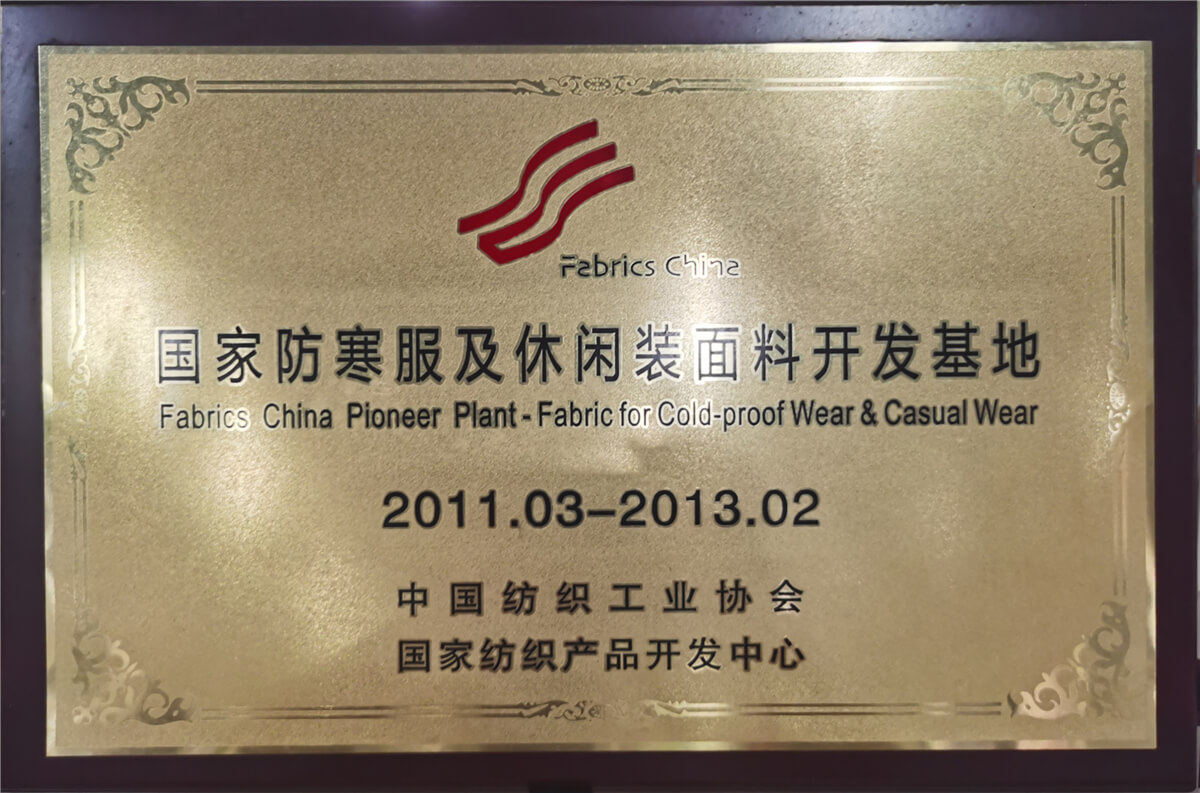 Fabrics China
国家防寒服及休闲装面料开发基地
Fabrics China Pioneer Plant - Fabric for Cold-proof Wear & Casual Wear
2011.03-2013.02
中国纺织工业协会
国家纺织产品开发中心